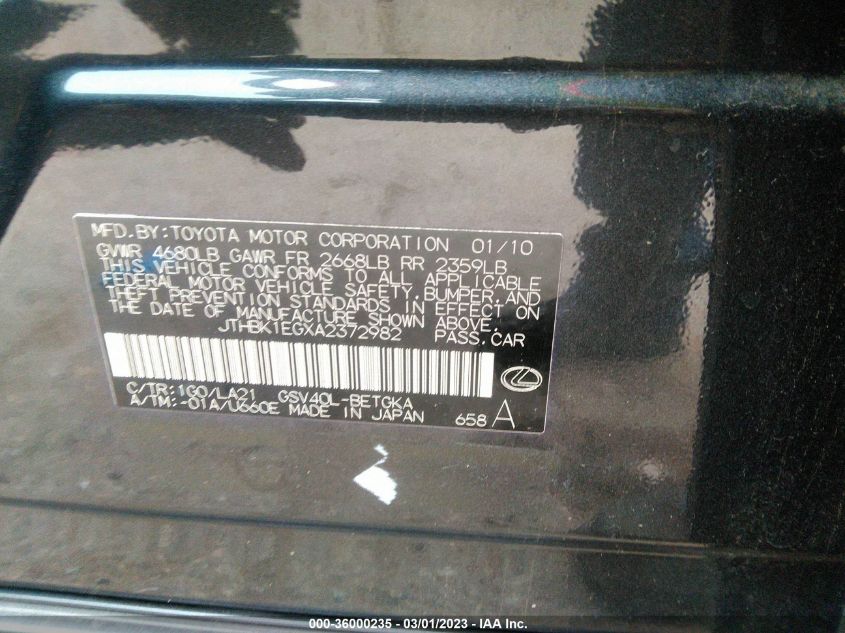 MFD.BY:TOYOTA MOTOR CORPORATION 01/10
GVWR 4680LB GAWR FR 2668LB RR 2359LB
THIS VEHICLE CONFORMS TO ALL APPLICABLE
FEDERAL MOTOR VEHICLE SAFETY,BUMPER,AND
THEFT PREVENTION STANDARDS IN EFFECT ON
THE DATE OF MANUFACTURE SHOWN ABOVE.
JTHBK1EGXA2372982 PASS.CAR
C/TR:1G0/LA21 GSV40L-BETGKA
A/TM:-01A/U660E MADE IN JAPAN 658 A
000-36000235 - 03/01/2023 - IAA Inc.